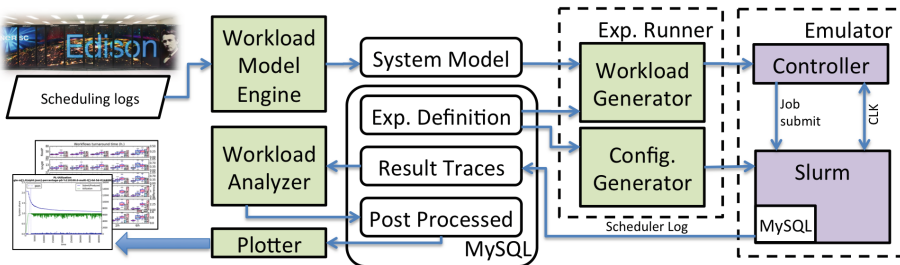 Edison
Scheduling logs
Workload
Model
Engine
System Model
Exp. Definition
Result Traces
Post Processed
MySQL
Workload
Analyzer
Plotter
Exp. Runner
Workload
Generator
Config.
Generator
Scheduler Log
Emulator
Controller
Job
submit
CLK
Slurm
MySQL